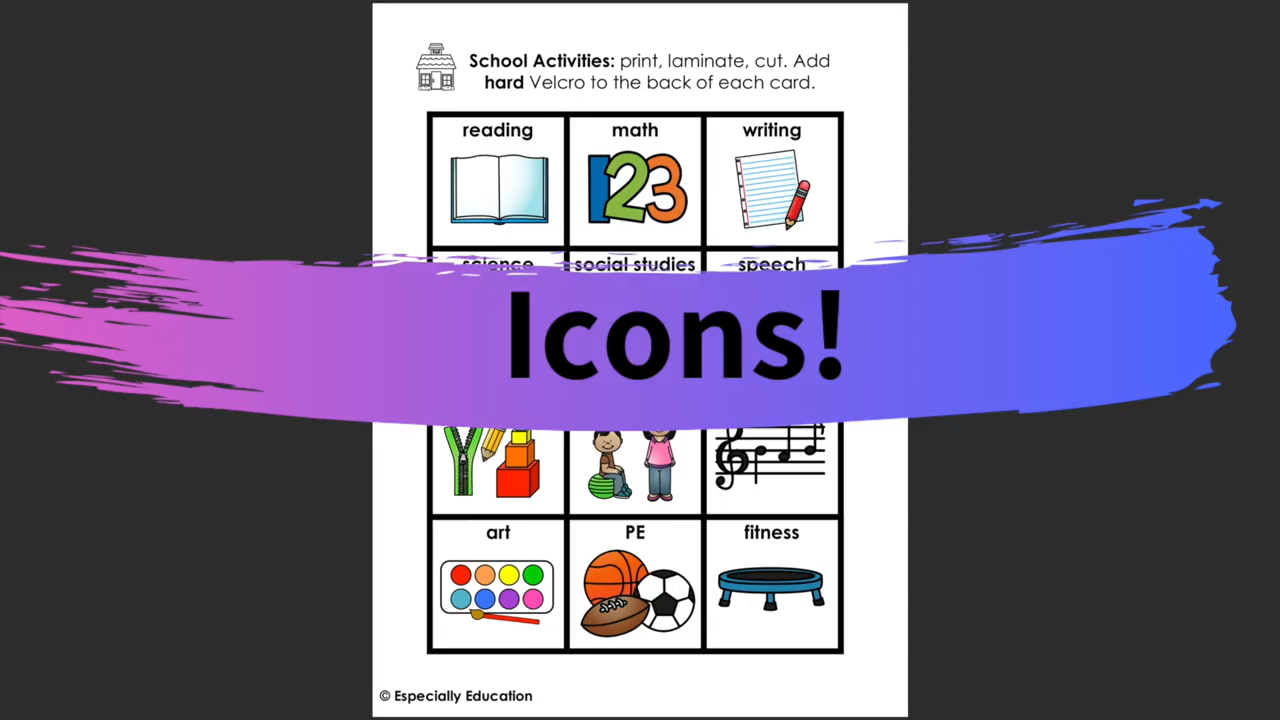 School Activities: print, laminate, cut. Add
hard Velcro to the back of each card.
reading math writing
123
science social studies speech
Icons!
art PE fitness
© Especially Education